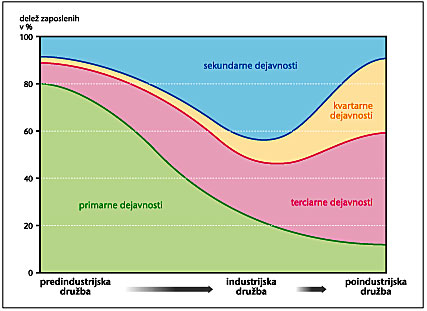 delež zaposlenih
v %
100
80
60
40
20
0
sekundarne dejavnosti
kvartarne
dejavnosti
primarne dejavnosti
terciarne dejavnosti
predindustrijska
družba
industrijska
družba
poindustrijska
družba